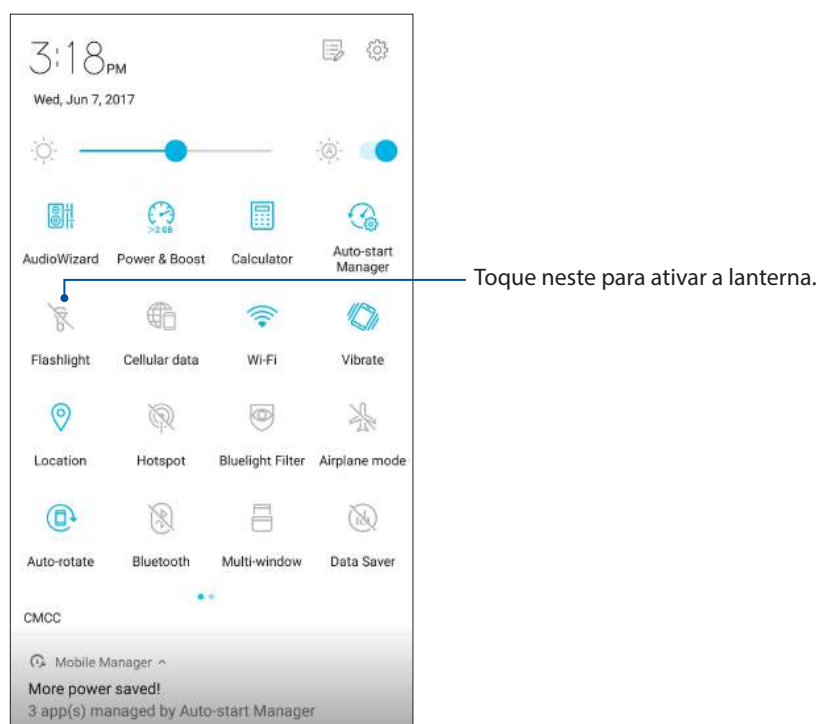 3:18PM
Wed, Jun 7, 2017
A
>2 GB
AudioWizard Power & Boost Calculator Auto-start
Manager
Toque neste para ativar a lanterna.
Flashlight Cellular data Wi-Fi Vibrate
Location Hotspot Bluelight Filter Airplane mode
Auto-rotate Bluetooth Multi-window Data Saver
CMCC
Mobile Manager
More power saved!
3 app(s) managed by Auto-start Manager